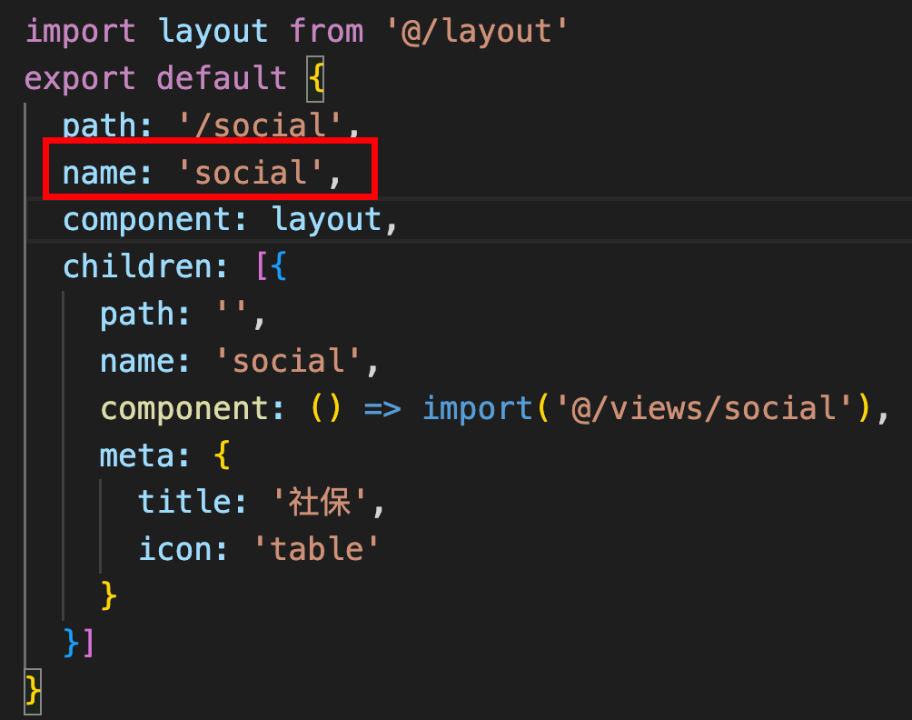 import layout from '@/layout'
export default {
path: '/social',
name: 'social',
component: layout,
children: [{
path: '',
name: 'social',
component: () => import('@/views/social'),
meta: {
title: '社保',
icon: 'table'
}
}]
}